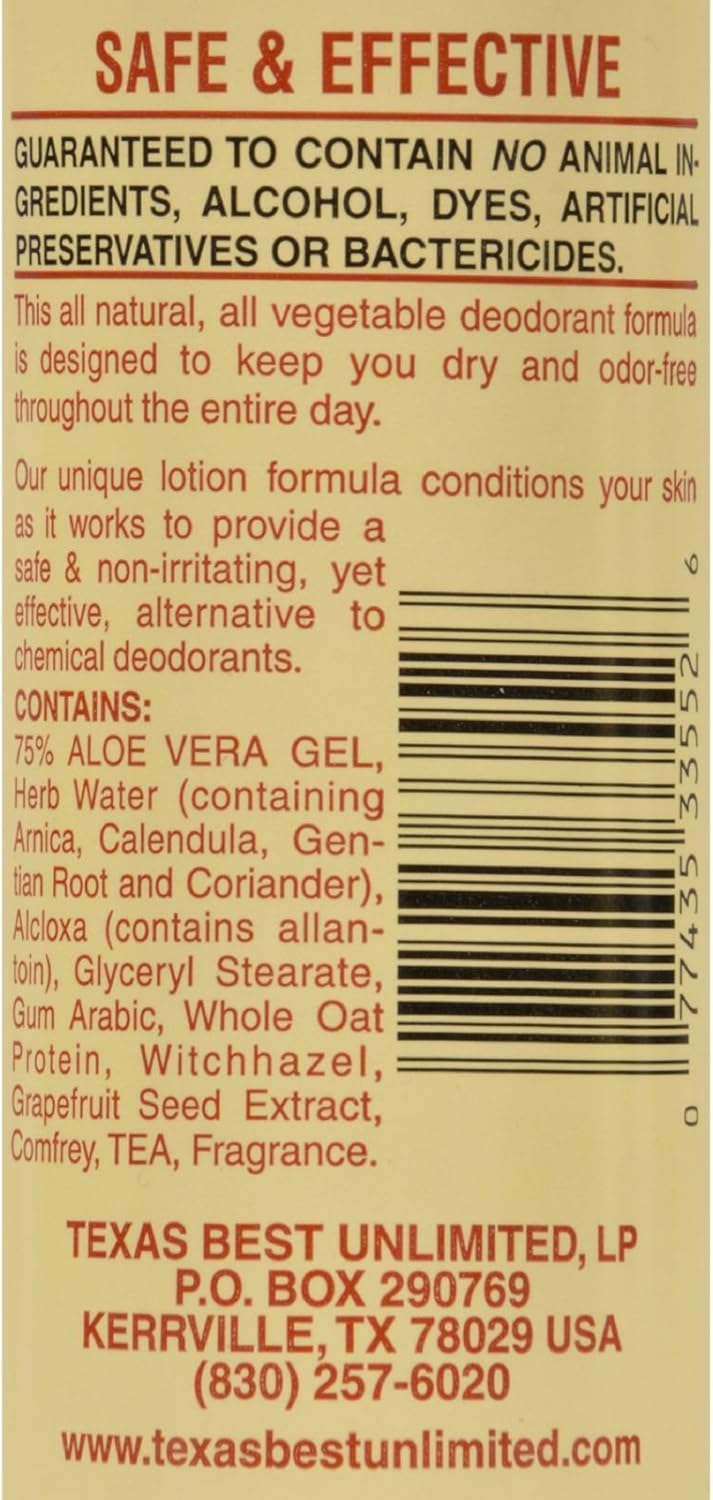 SAFE & EFFECTIVE
GUARANTEED TO CONTAIN NO ANIMAL IN-
GREDIENTS, ALCOHOL, DYES, ARTIFICIAL
PRESERVATIVES OR BACTERICIDES.
This all natural, all vegetable deodorant formula
is designed to keep you dry and odor-free
throughout the entire day.
Our unique lotion formula conditions your skin
as it works to provide a
safe & non-irritating, yet
effective, alternative to
chemical deodorants.
CONTAINS:
75% ALOE VERA GEL,
Herb Water (containing
Arnica, Calendula, Gen-
tian Root and Coriander),
Alcloxa (contains allan-
toin), Glyceryl Stearate,
Gum Arabic, Whole Oat
Protein, Witchhazel,
Grapefruit Seed Extract,
Comfrey, TEA, Fragrance.
0 77435 33552 6
TEXAS BEST UNLIMITED, LP
P.O. BOX 290769
KERRVILLE, TX 78029 USA
(830) 257-6020
www.texasbestunlimited.com